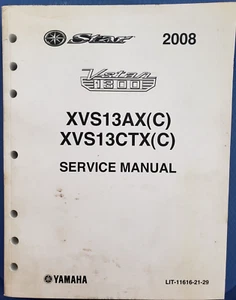 Star 2008
V star
1300
XVS13AX(C)
XVS13CTX(C)
SERVICE MANUAL
YAMAHA
LIT-11616-21-29